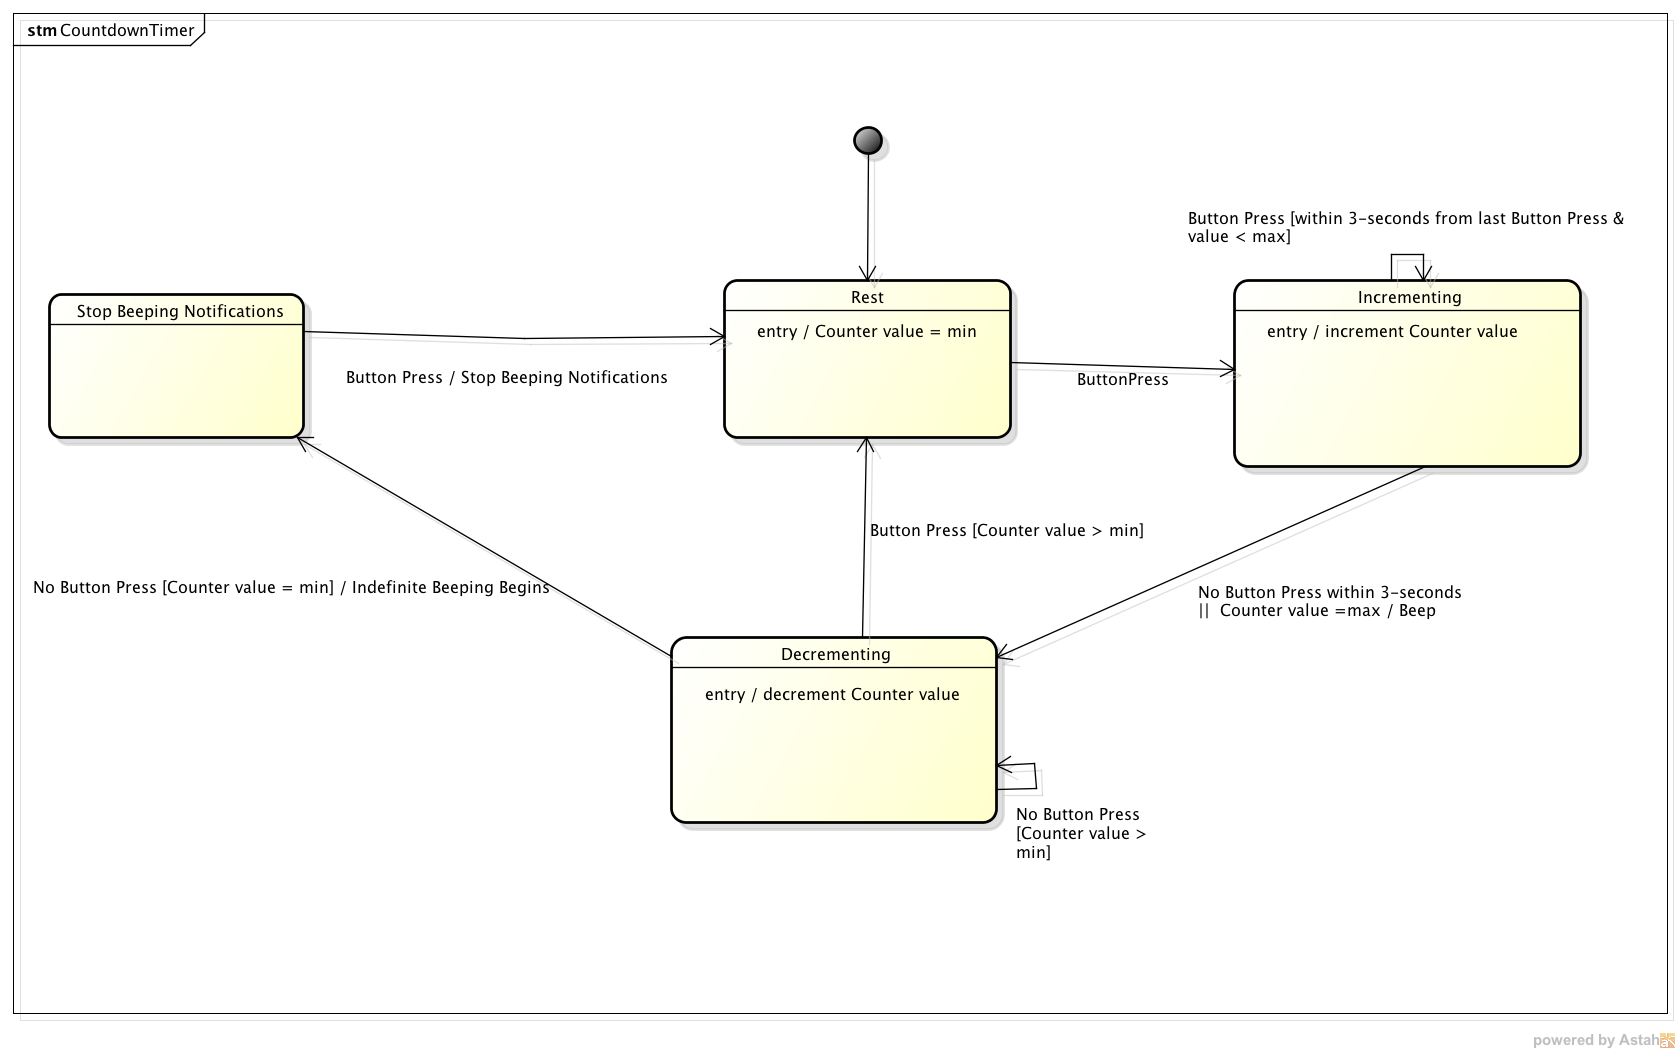 stm CountdownTimer
Button Press [within 3-seconds from last Button Press &
value < max]
Stop Beeping Notifications
Rest
entry / Counter value = min
Incrementing
entry / increment Counter value
Button Press / Stop Beeping Notifications
ButtonPress
Button Press [Counter value > min]
No Button Press [Counter value = min] / Indefinite Beeping Begins
No Button Press within 3-seconds
||  Counter value =max / Beep
Decrementing
entry / decrement Counter value
No Button Press
[Counter value >
min]
powered by Astah